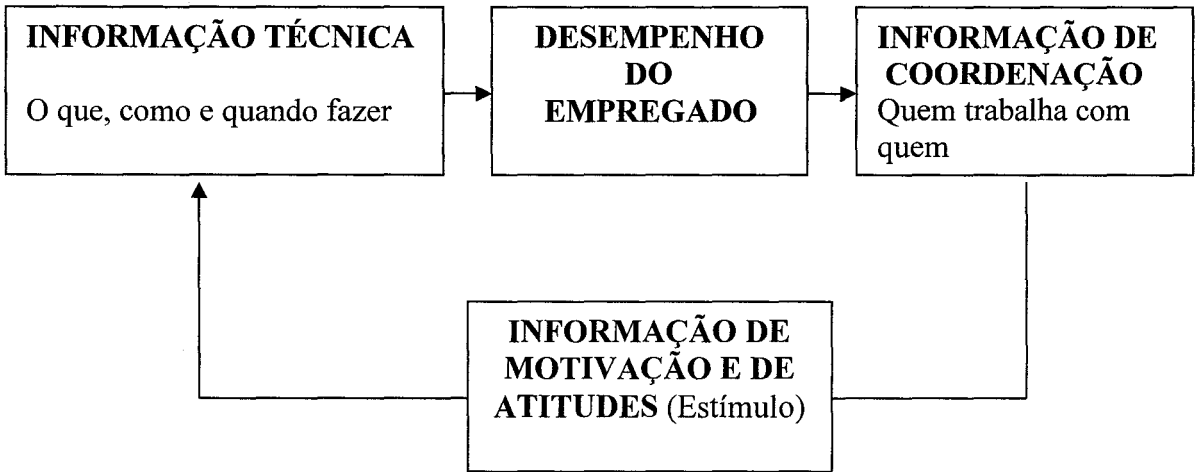 INFORMAÇÃO TÉCNICA
O que, como e quando fazer
DESEMPENHO
DO
EMPREGADO
INFORMAÇÃO DE
COORDENAÇÃO
Quem trabalha com
quem
INFORMAÇÃO DE
MOTIVAÇÃO E DE
ATITUDES (Estímulo)